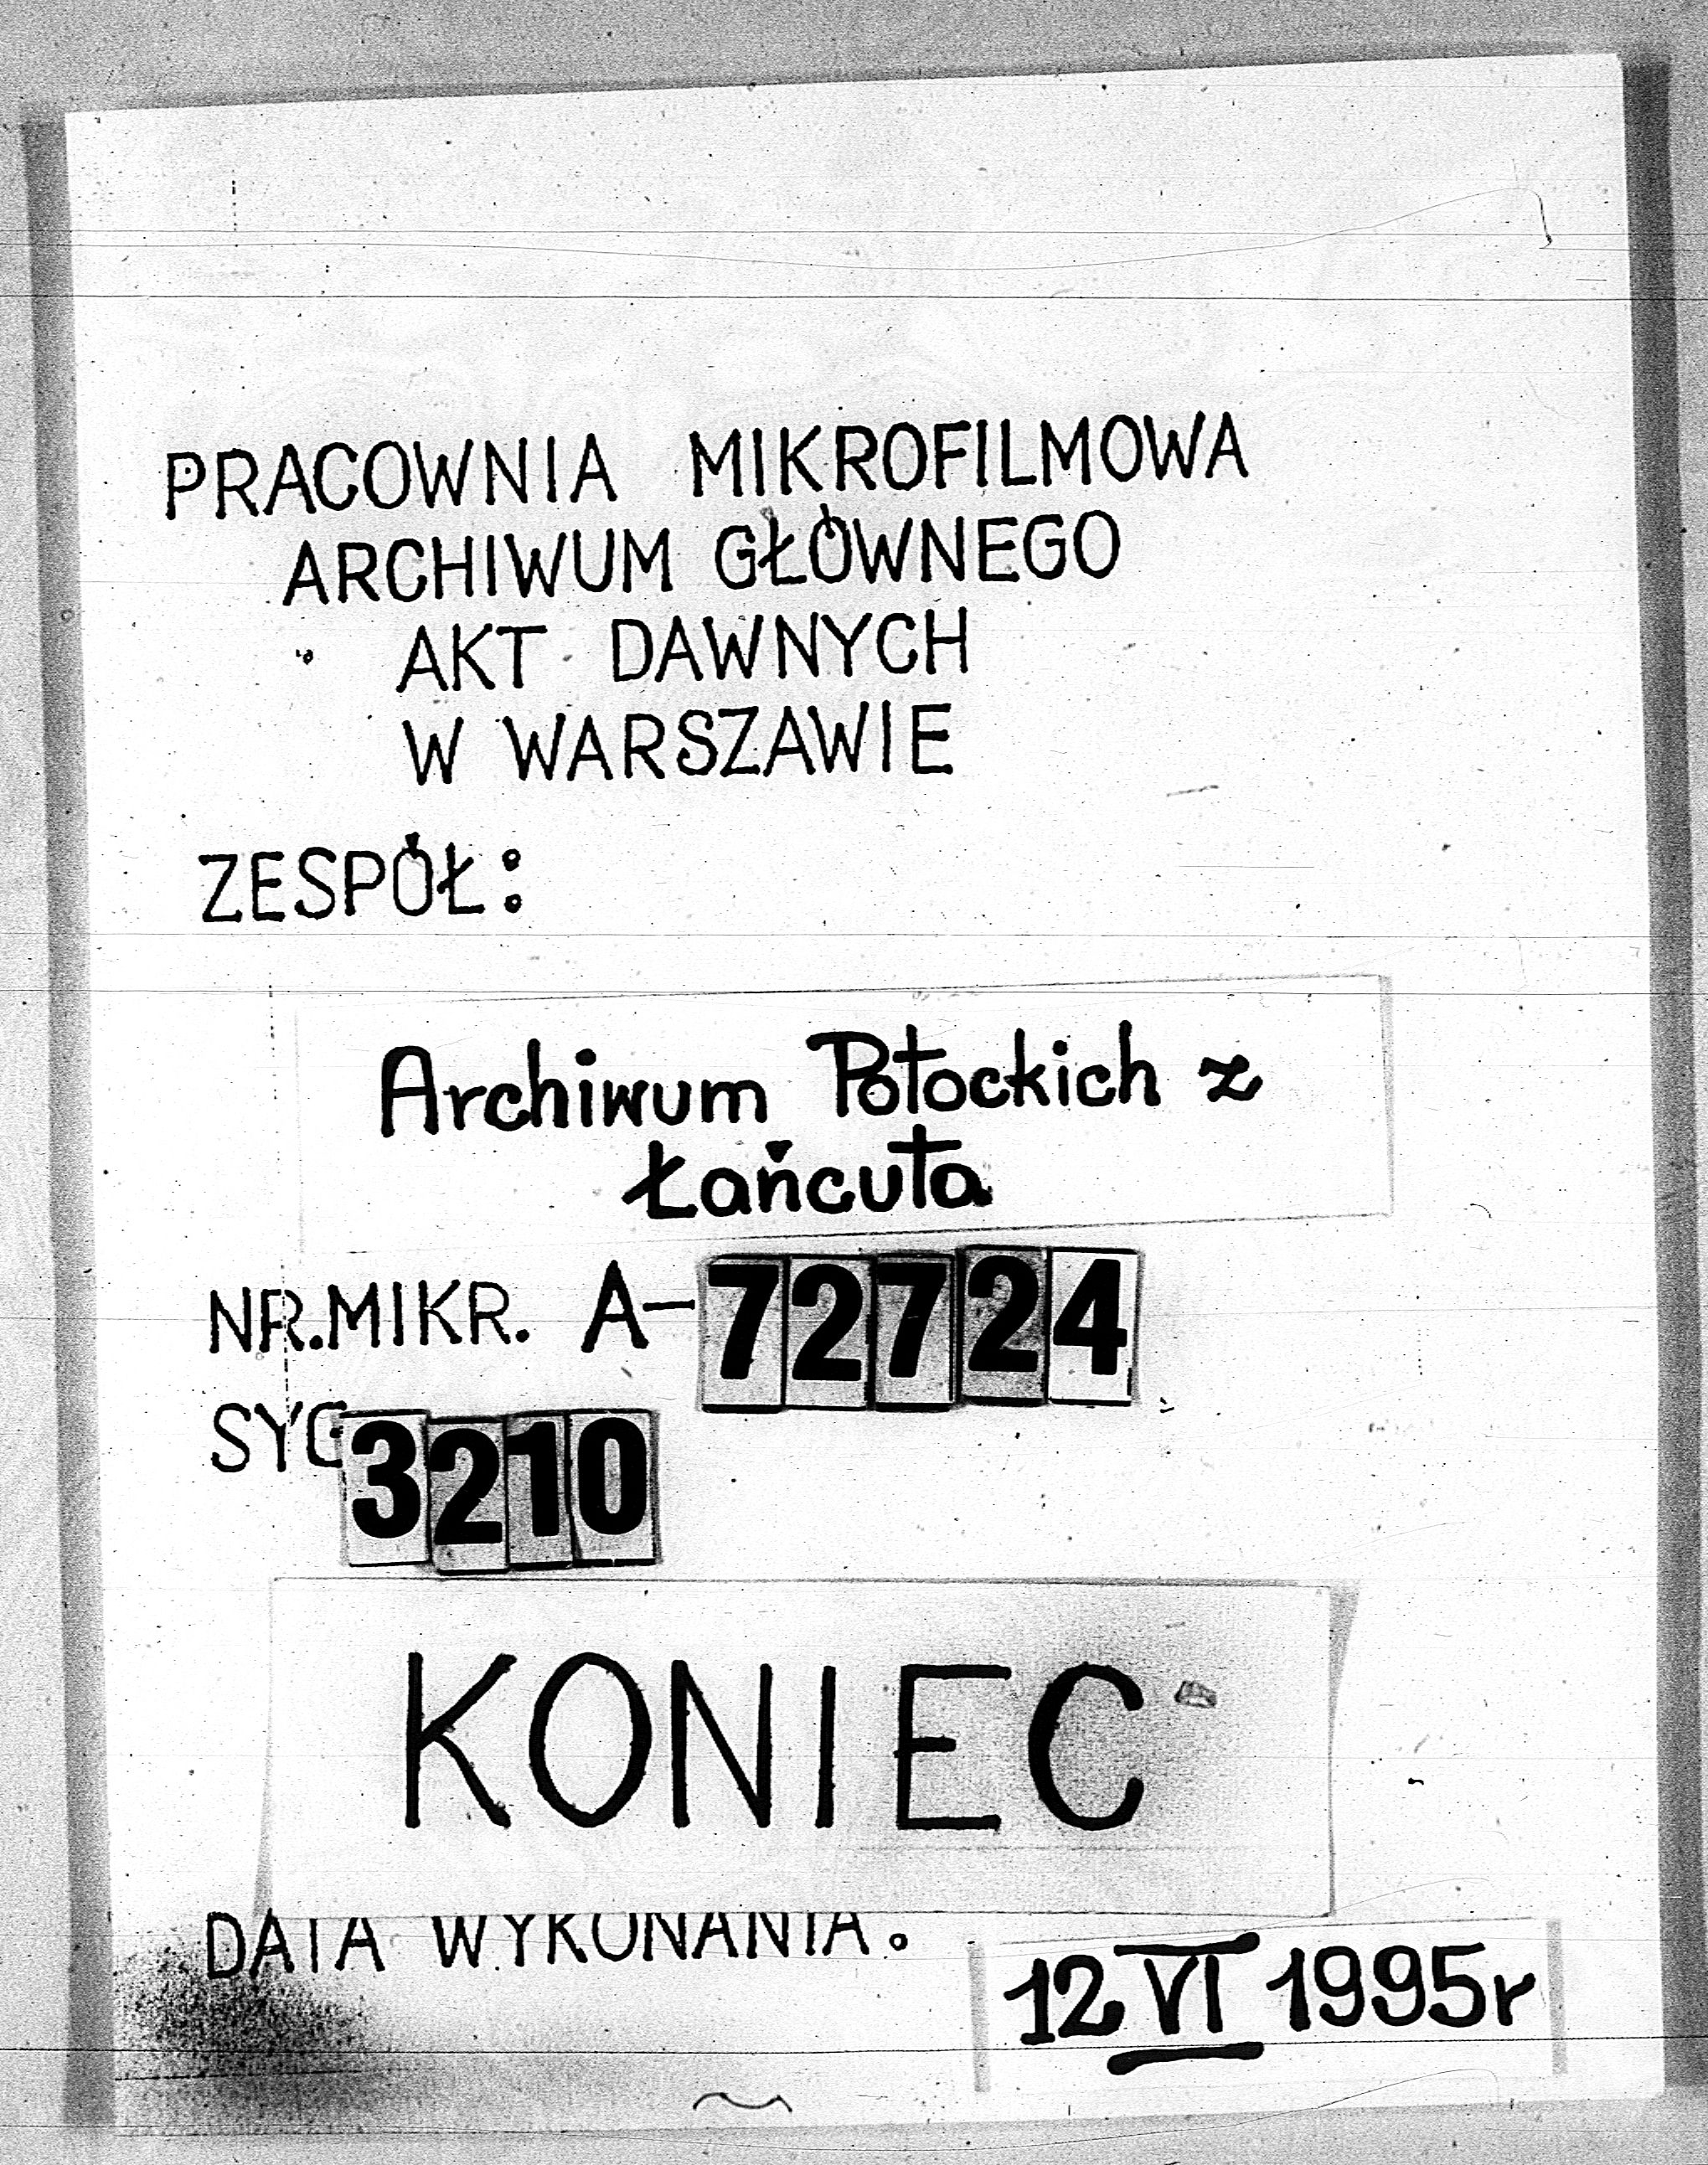 PRACOWNIA MIKROFILMOWA
ARCHIWUM GŁÓWNEGO
AKT DAWNYCH
W WARSZAWIE
ZESPÓŁ:
Archiwum Potockich z
Łańcuta
NR.MIKR. A-72724
SYG 3210
KONIEC
DATA WYKONANIA.
12 VI 1995r